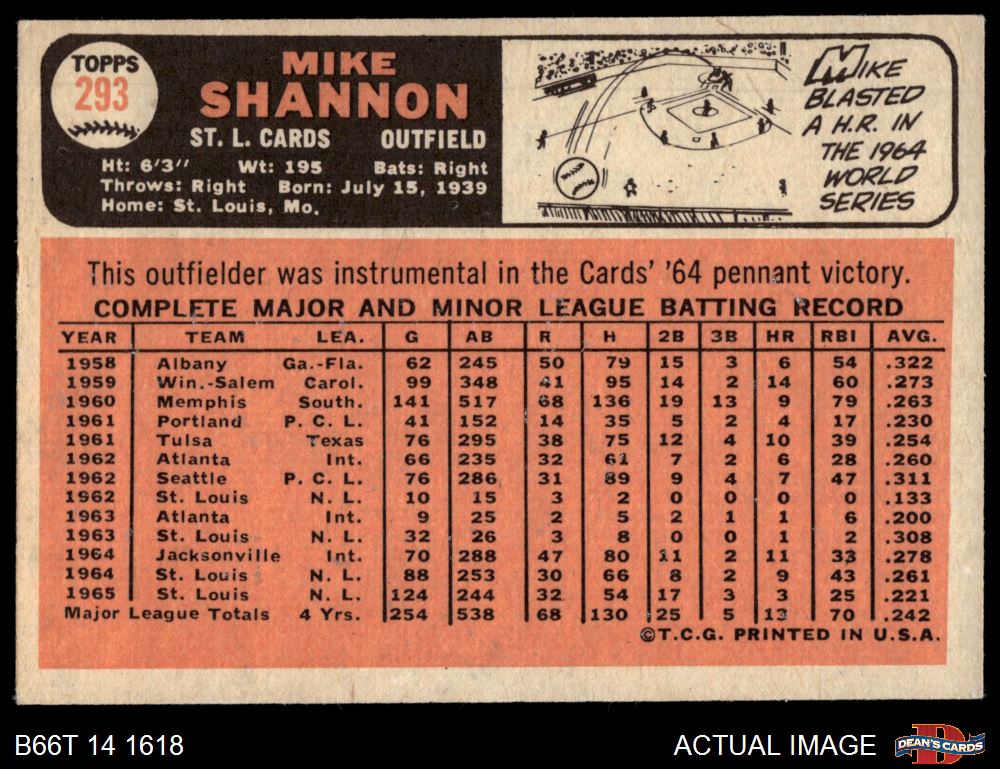 TOPPS
293
MIKE
SHANNON
ST. L. CARDS OUTFIELD
Ht: 6'3" Wt: 195 Bats: Right
Throws: Right Born: July 15, 1939
Home: St. Louis, Mo.
MIKE
BLASTED
A H.R. IN
THE 1964
WORLD
SERIES
This outfielder was instrumental in the Cards' '64 pennant victory.
COMPLETE MAJOR AND MINOR LEAGUE BATTING RECORD
YEAR TEAM LEA. G AB R H 2B 3B HR RBI AVG.
1958 Albany Ga.-Fla. 62 245 50 79 15 3 6 54 .322
1959 Win.-Salem Carol. 99 348 41 95 14 2 14 60 .273
1960 Memphis South. 141 517 68 136 19 13 9 79 .263
1961 Portland P. C. L. 41 152 14 35 5 2 4 17 .230
1961 Tulsa Texas 76 295 38 75 12 4 10 39 .254
1962 Atlanta Int. 66 235 32 61 7 2 6 28 .260
1962 Seattle P. C. L. 76 286 31 89 9 4 7 47 .311
1962 St. Louis N. L. 10 15 3 2 0 0 0 0 .133
1963 Atlanta Int. 9 25 2 5 2 1 1 6 .200
1963 St. Louis N. L. 32 26 3 8 0 0 1 2 .308
1964 Jacksonville Int. 70 288 47 80 11 2 11 33 .278
1964 St. Louis N. L. 88 253 30 66 8 2 9 43 .261
1965 St. Louis N. L. 124 244 32 54 17 3 3 25 .221
Major League Totals 4 Yrs. 254 538 68 130 25 5 13 70 .242
©T.C.G. PRINTED IN U.S.A.
B66T 14 1618
ACTUAL IMAGE
D
DEAN'S CARDS